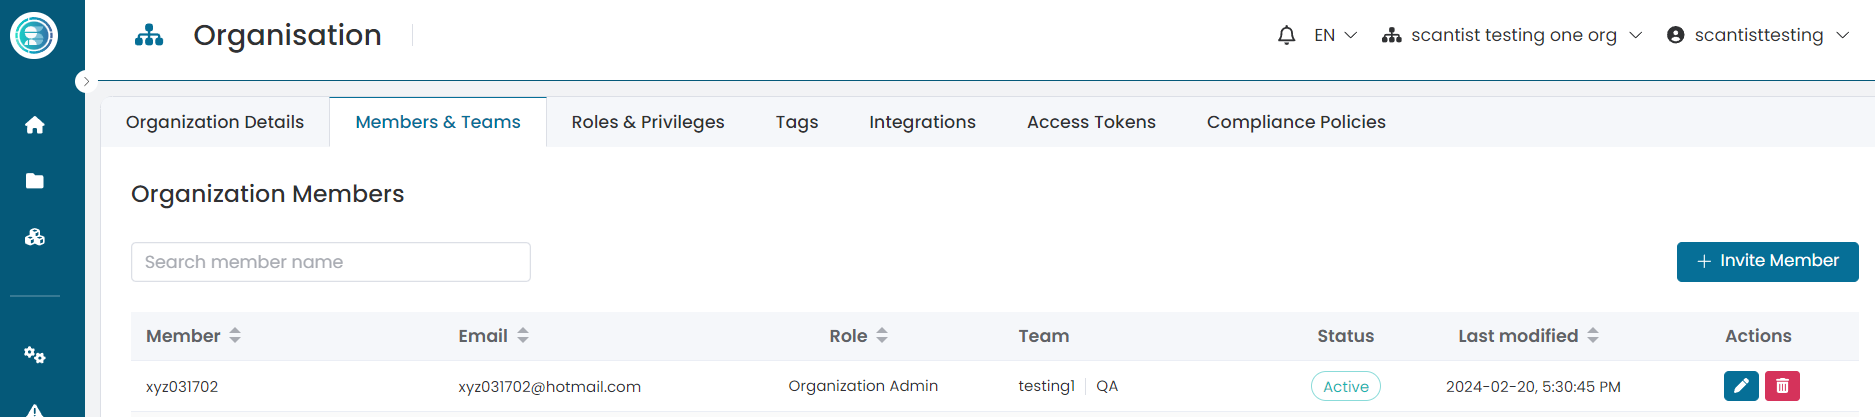 Organisation
EN
scantist testing one org
scantisttesting
Organization Details
Members & Teams
Roles & Privileges
Tags
Integrations
Access Tokens
Compliance Policies
Organization Members
Search member name
+ Invite Member
Member Email Role Team Status Last modified Actions
xyz031702 xyz031702@hotmail.com Organization Admin testing1 QA Active 2024-02-20, 5:30:45 PM